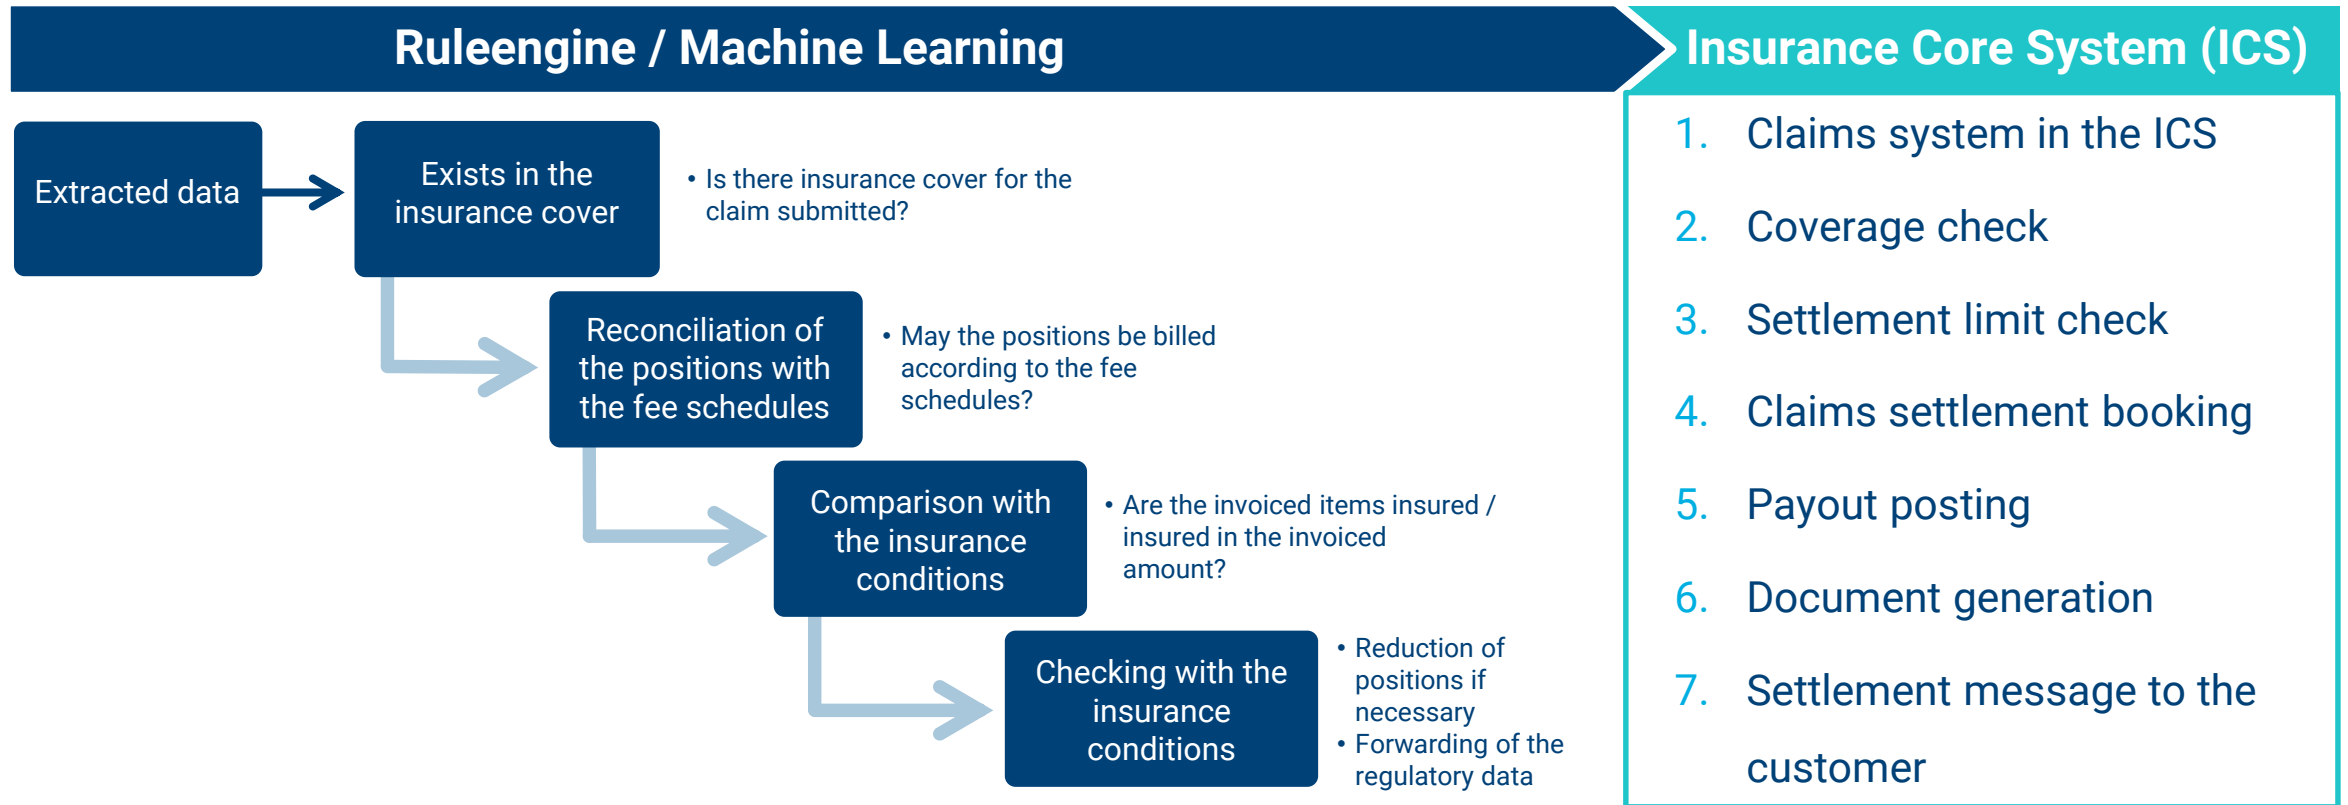 Ruleengine / Machine Learning
Insurance Core System (ICS)
Extracted data
Exists in the
insurance cover
• Is there insurance cover for the
claim submitted?
Reconciliation of
the positions with
the fee schedules
• May the positions be billed
according to the fee
schedules?
Comparison with
the insurance
conditions
• Are the invoiced items insured /
insured in the invoiced
amount?
Checking with the
insurance
conditions
• Reduction of
positions if
necessary
• Forwarding of the
regulatory data
1. Claims system in the ICS
2. Coverage check
3. Settlement limit check
4. Claims settlement booking
5. Payout posting
6. Document generation
7. Settlement message to the
customer